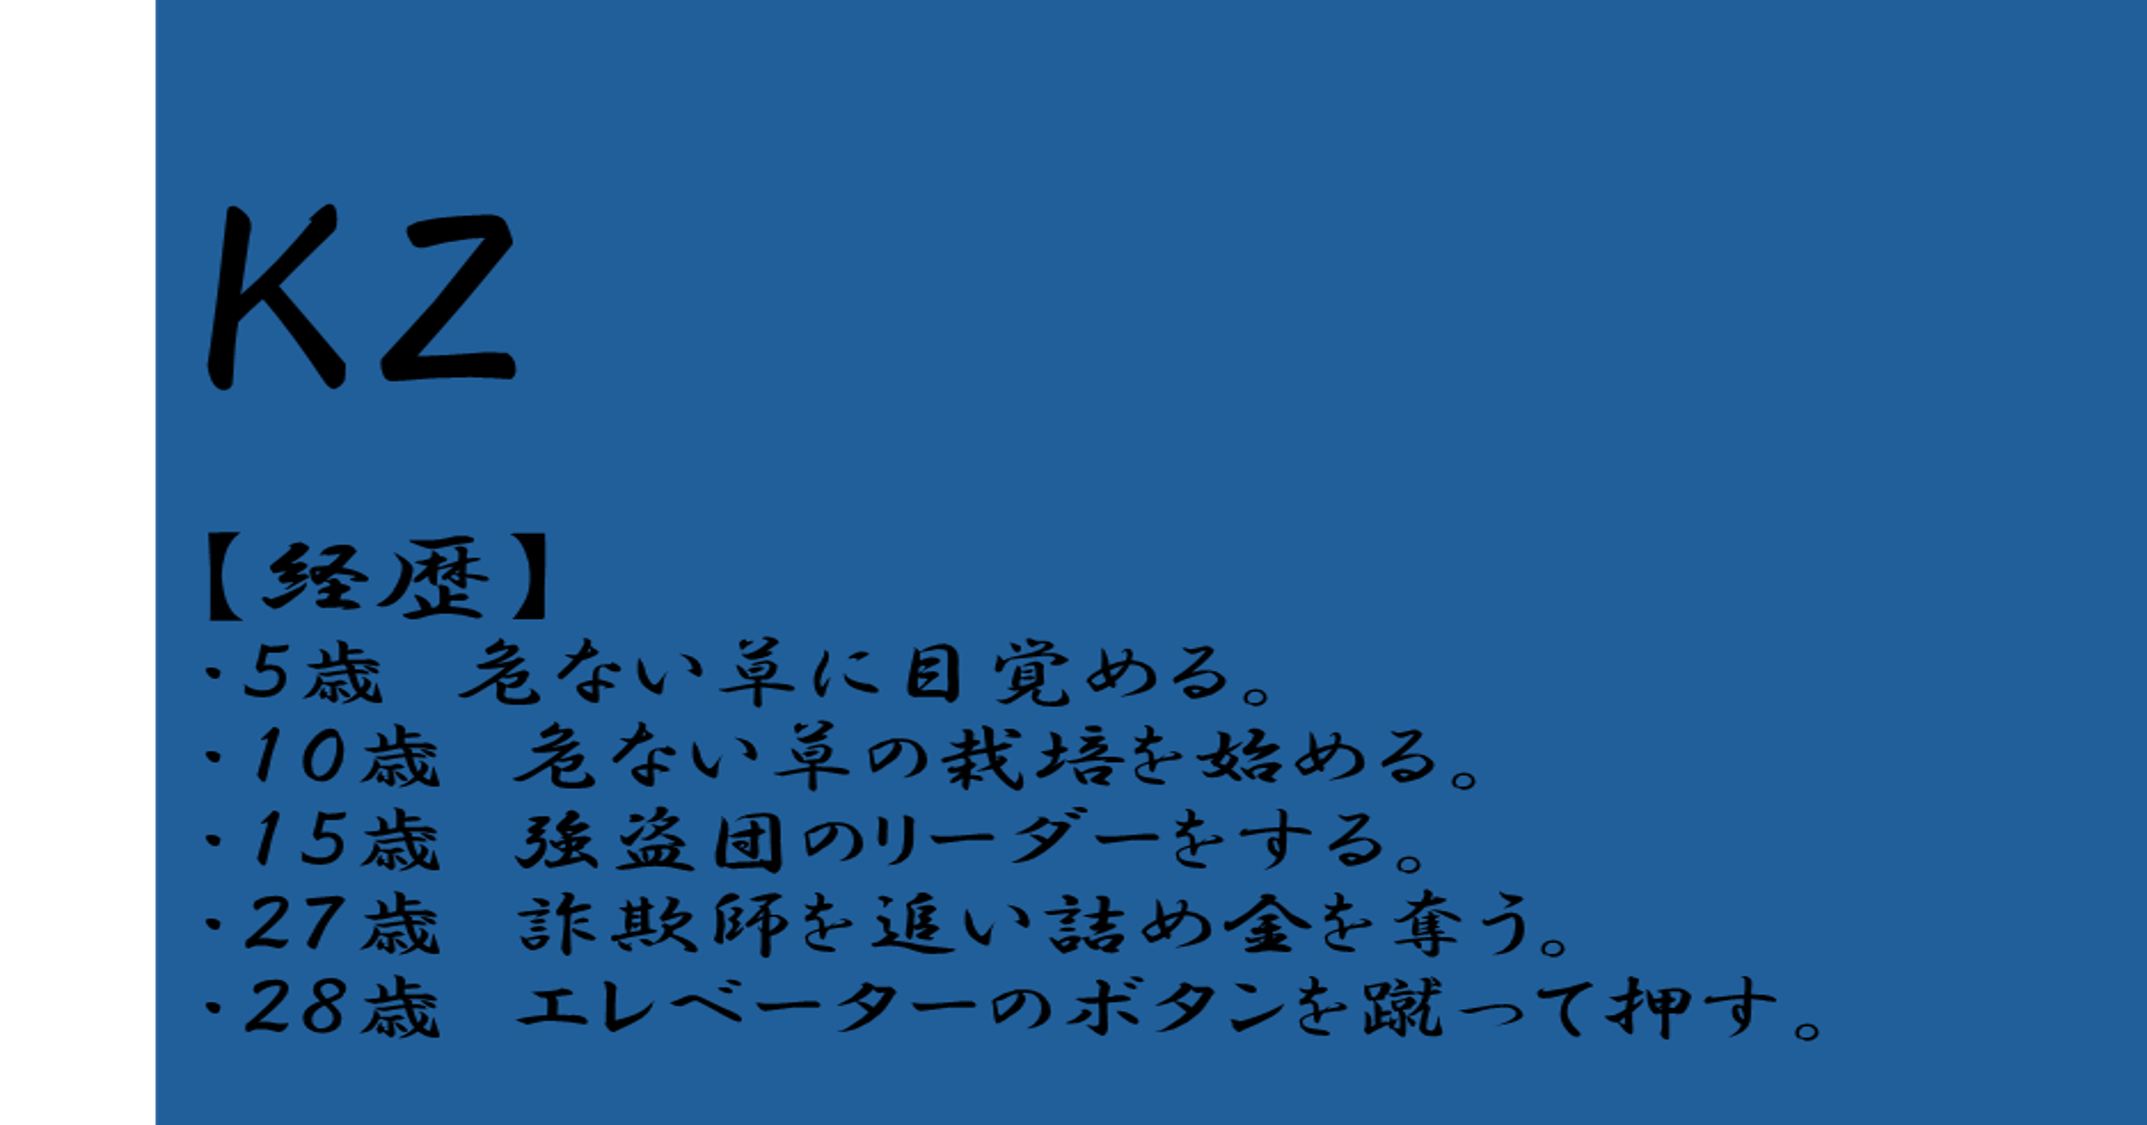 KZ
【経歴】
・5歳　危ない草に目覚める。
・10歳　危ない草の栽培を始める。
・15歳　強盗団のリーダーをする。
・27歳　詐欺師を追い詰め金を奪う。
・28歳　エレベーターのボタンを蹴って押す。